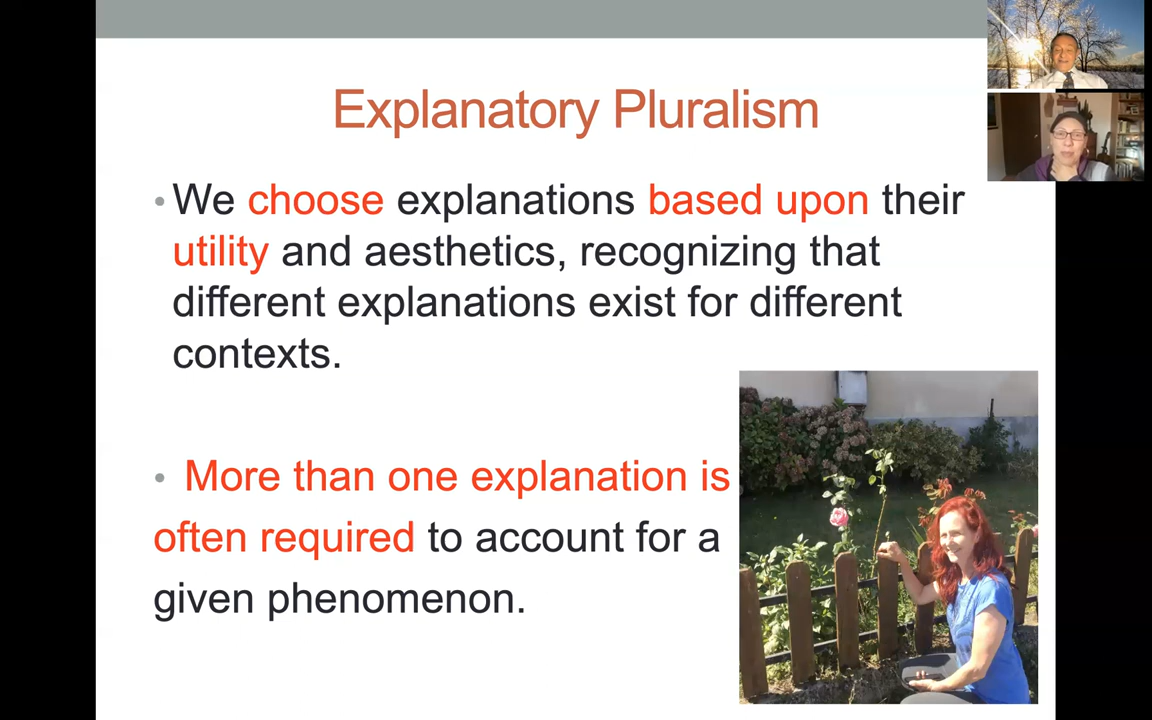 Explanatory Pluralism
• We choose explanations based upon their
utility and aesthetics, recognizing that
different explanations exist for different
contexts.
• More than one explanation is
often required to account for a
given phenomenon.